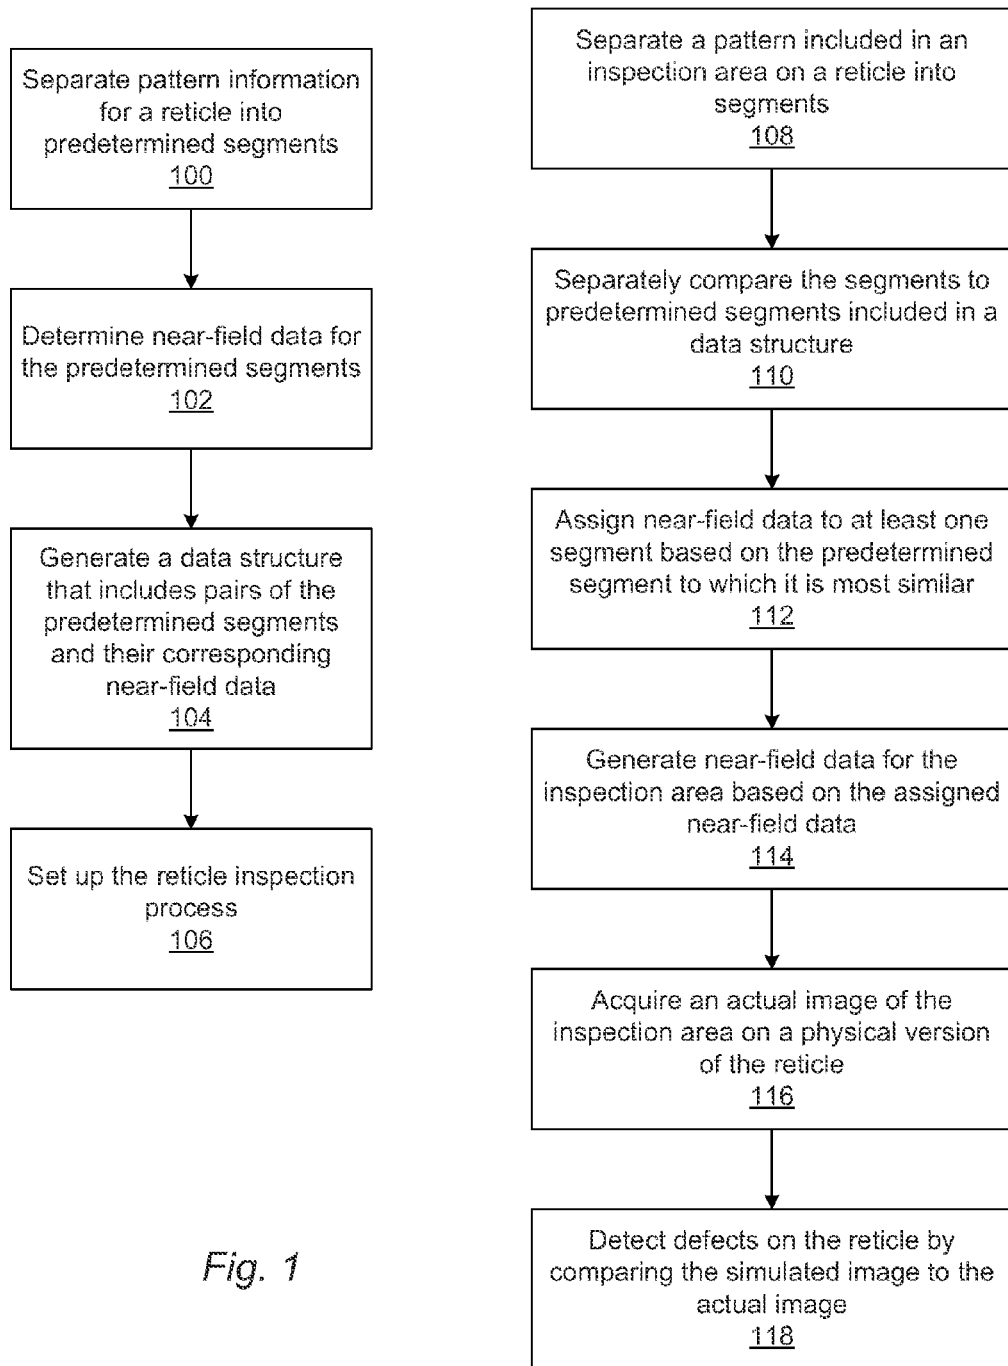 Separate pattern information
for a reticle into
predetermined segments
100
Determine near-field data for
the predetermined segments
102
Generate a data structure
that includes pairs of the
predetermined segments
and their corresponding
near-field data
104
Set up the reticle inspection
process
106
Separate a pattern included in an
inspection area on a reticle into
segments
108
Separately compare the segments to
predetermined segments included in a
data structure
110
Assign near-field data to at least one
segment based on the predetermined
segment to which it is most similar
112
Generate near-field data for the
inspection area based on the assigned
near-field data
114
Acquire an actual image of the
inspection area on a physical version
of the reticle
116
Detect defects on the reticle by
comparing the simulated image to the
actual image
118
Fig. 1